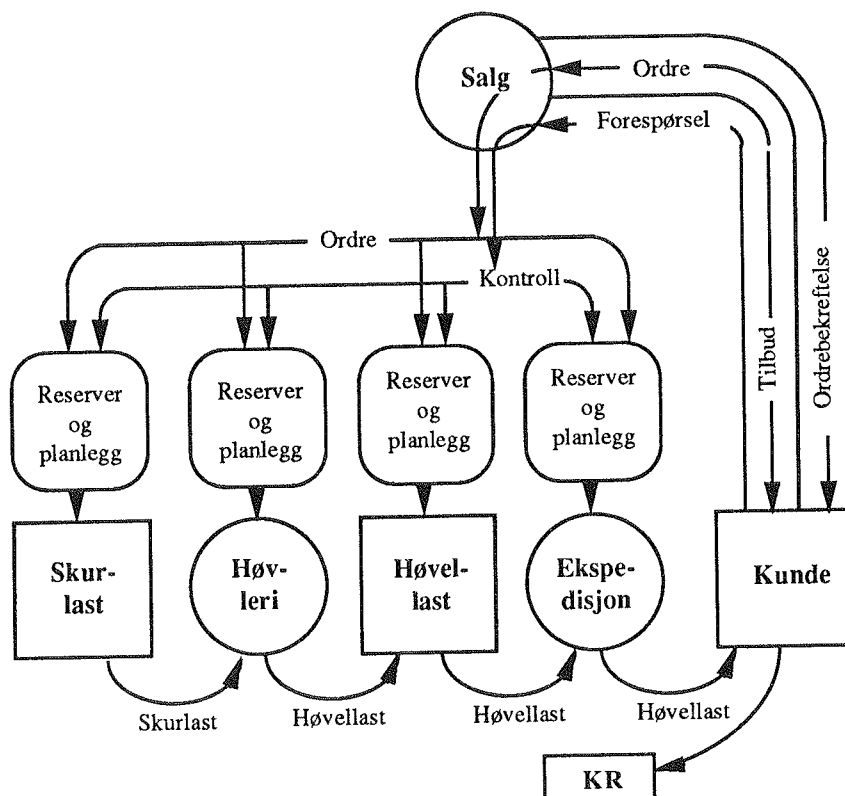 Salg
Ordre
Forespørsel
Ordre
Kontroll
Tilbud
Ordrebekreftelse
Reserver
og
planlegg
Reserver
og
planlegg
Reserver
og
planlegg
Reserver
og
planlegg
Skur-
last
Høv-
leri
Høvel-
last
Ekspe-
disjon
Kunde
Skurlast
Høvellast
Høvellast
Høvellast
KR